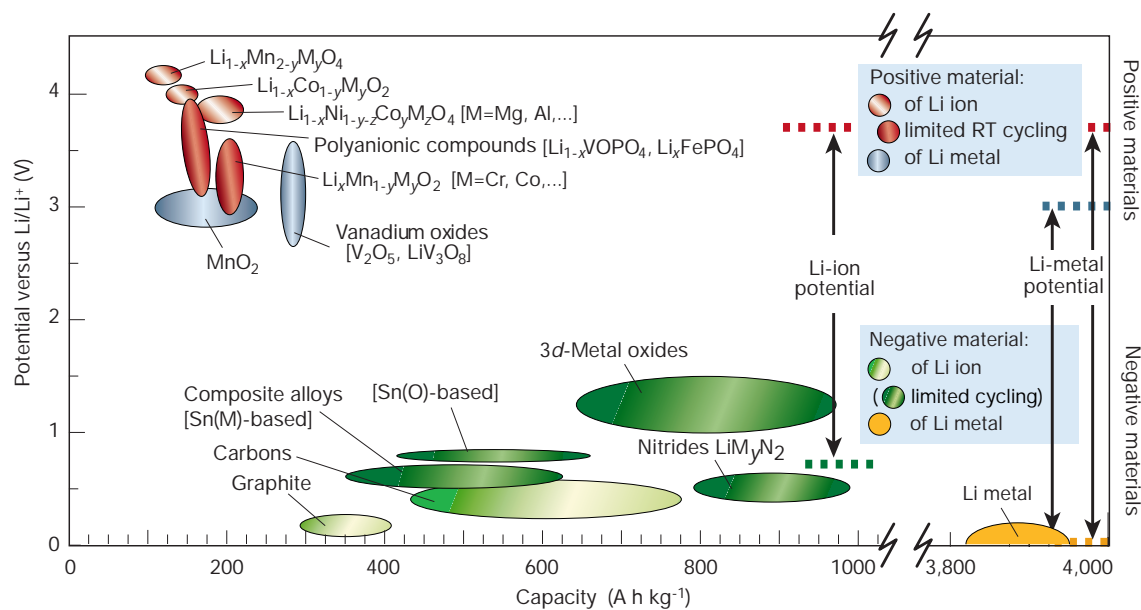 Potential versus Li/Li⁺ (V)
4
3
2
1
0
Li₁₋ₓMn₂₋yMyO₄
Li₁₋ₓCo₁₋yMyO₂
Li₁₋ₓNi₁₋y₋zCoyMzO₄ [M=Mg, Al,...]
Polyanionic compounds [Li₁₋ₓVOPO₄, LiₓFePO₄]
LiₓMn₁₋yMyO₂ [M=Cr, Co,...]
Vanadium oxides
[V₂O₅, LiV₃O₈]
MnO₂
Positive material:
of Li ion
limited RT cycling
of Li metal
Positive materials
Li-ion
potential
Li-metal
potential
3d-Metal oxides
[Sn(O)-based]
Composite alloys
[Sn(M)-based]
Carbons
Graphite
Nitrides LiMyN₂
Negative material:
of Li ion
( limited cycling)
of Li metal
Negative materials
Li metal
0
200
400
600
800
1000
3,800
4,000
Capacity (A h kg⁻¹)